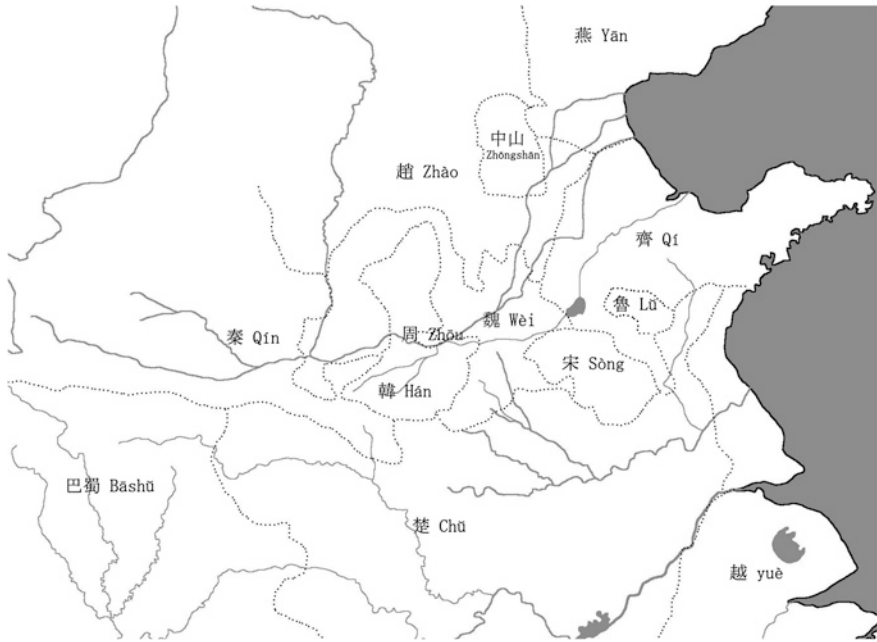 燕 Yān
中山
Zhōngshān
趙 Zhào
齊 Qí
魯 Lǔ
魏 Wèi
周 Zhōu
秦 Qín
宋 Sòng
韓 Hán
巴蜀 Bāshǔ
楚 Chǔ
越 yuè